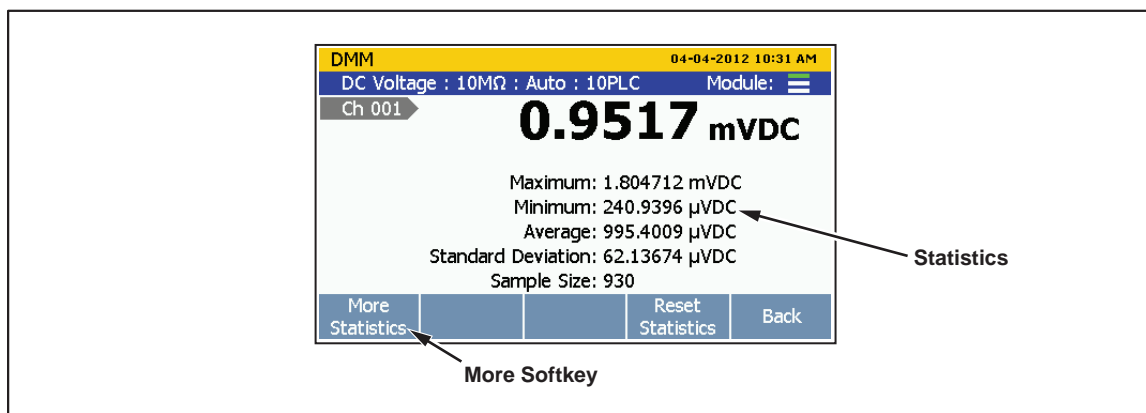 DMM 04-04-2012 10:31 AM
DC Voltage : 10MΩ : Auto : 10PLC Module:
Ch 001
0.9517 mVDC
Maximum: 1.804712 mVDC
Minimum: 240.9396 µVDC
Average: 995.4009 µVDC
Standard Deviation: 62.13674 µVDC
Sample Size: 930
Statistics
More Statistics
Reset Statistics
Back
More Softkey